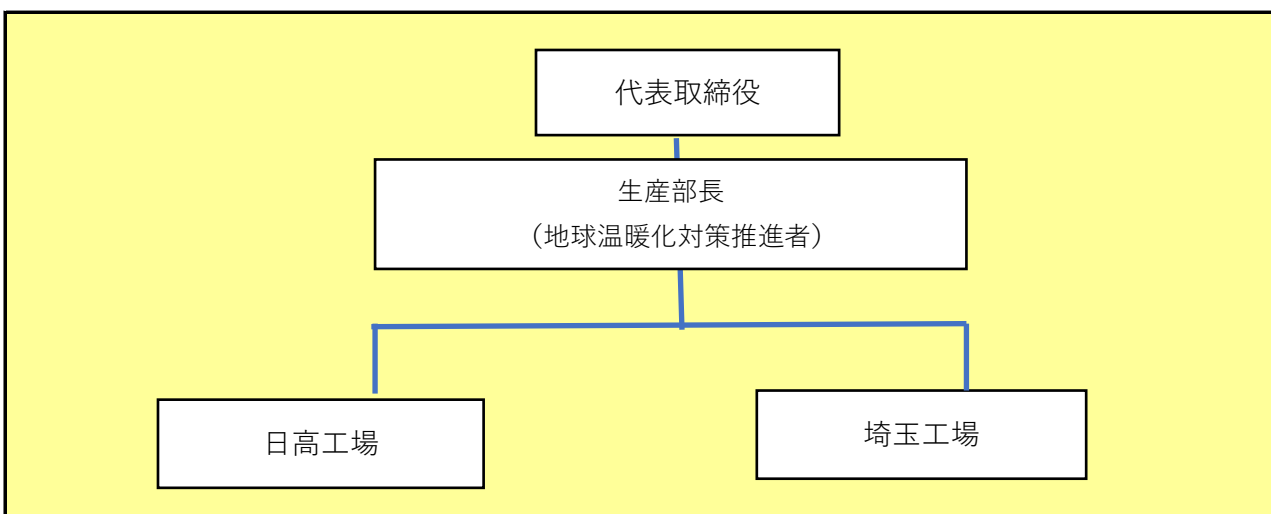 代表取締役
生産部長
（地球温暖化対策推進者）
日高工場
埼玉工場